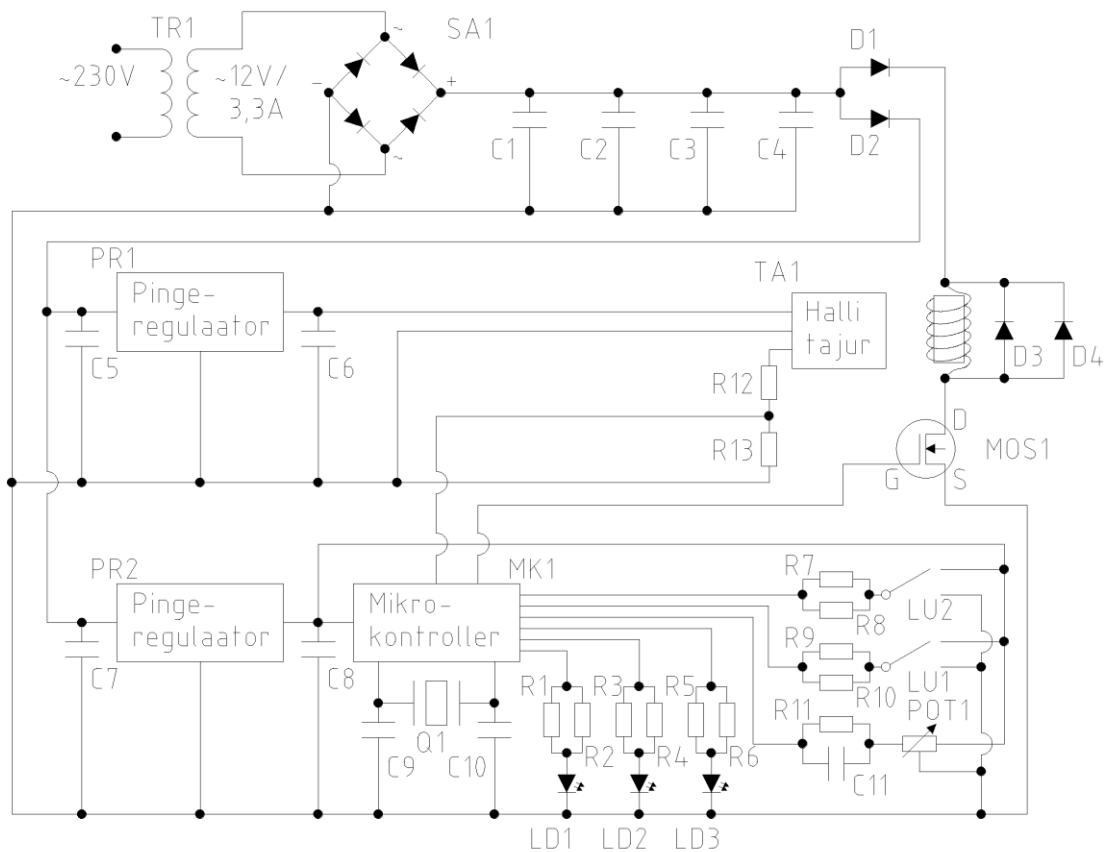 TR1
SA1
D1
~230V
~12V/
3,3A
~
-
+
~
C1
C2
C3
C4
D2
PR1
Pinge-
regulaator
C5
C6
TA1
Halli
tajur
D3
D4
R12
R13
D
G
S
MOS1
PR2
Pinge-
regulaator
MK1
Mikro-
kontroller
C7
C8
R7
R8
LU2
R9
R10
LU1
R11
POT1
C11
R1
R3
R5
Q1
C9
C10
R2
R4
R6
LD1
LD2
LD3